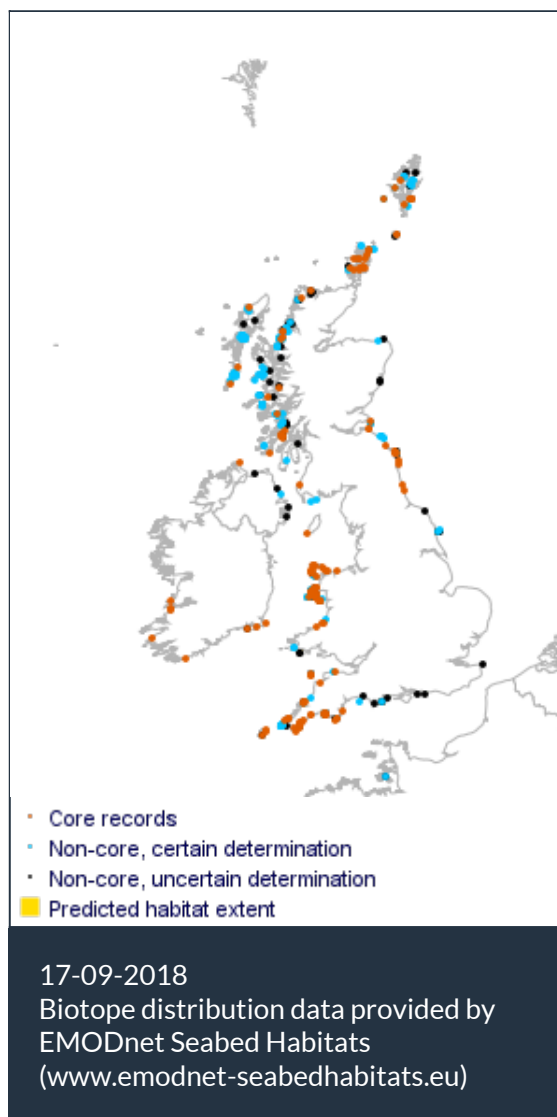 Core records
Non-core, certain determination
Non-core, uncertain determination
Predicted habitat extent
17-09-2018
Biotope distribution data provided by
EMODnet Seabed Habitats
(www.emodnet-seabedhabitats.eu)